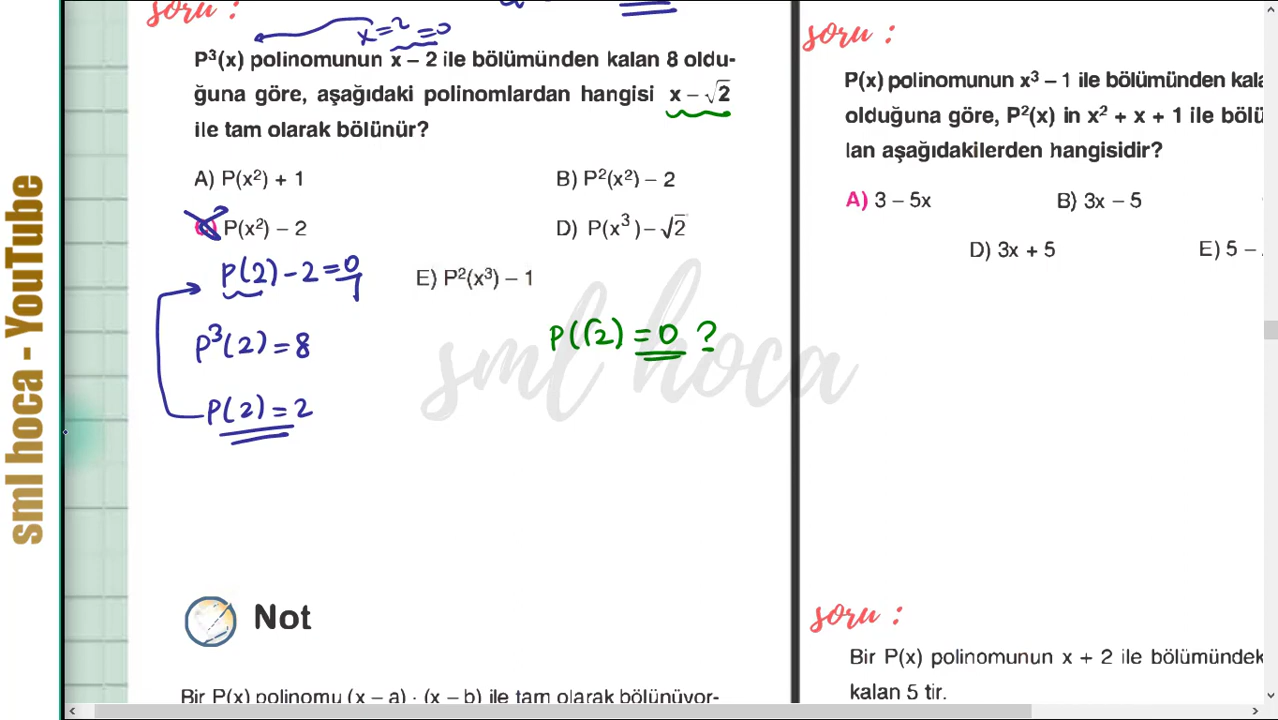 sml hoca - YouTube
soru :
x=2 =0
P³(x) polinomunun x – 2 ile bölümünden kalan 8 oldu-
ğuna göre, aşağıdaki polinomlardan hangisi x – √2
ile tam olarak bölünür?
A) P(x²) + 1
B) P²(x²) – 2
P(x²) – 2
D) P(x³) – √2
P(2) - 2 = 0
E) P²(x³) – 1
P³(2) = 8
P(√2) = 0 ?
P(2) = 2
sml hoca
Not
Bir P(x) polinomu (x – a) · (x – b) ile tam olarak bölünüyor-
soru :
P(x) polinomunun x³ – 1 ile bölümünden kala
olduğuna göre, P²(x) in x² + x + 1 ile bölü
lan aşağıdakilerden hangisidir?
A) 3 – 5x
B) 3x – 5
D) 3x + 5
E) 5 –
soru :
Bir P(x) polinomunun x + 2 ile bölümündek
kalan 5 tir.